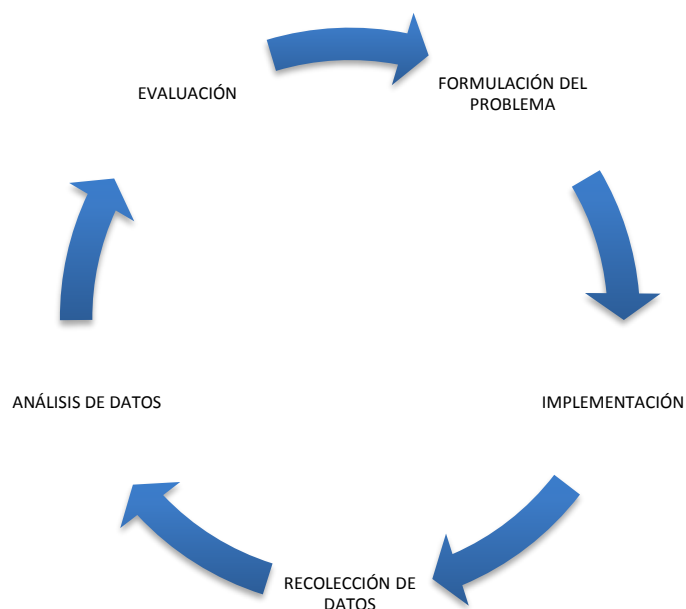 EVALUACIÓN
FORMULACIÓN DEL
PROBLEMA
ANÁLISIS DE DATOS
IMPLEMENTACIÓN
RECOLECCIÓN DE
DATOS